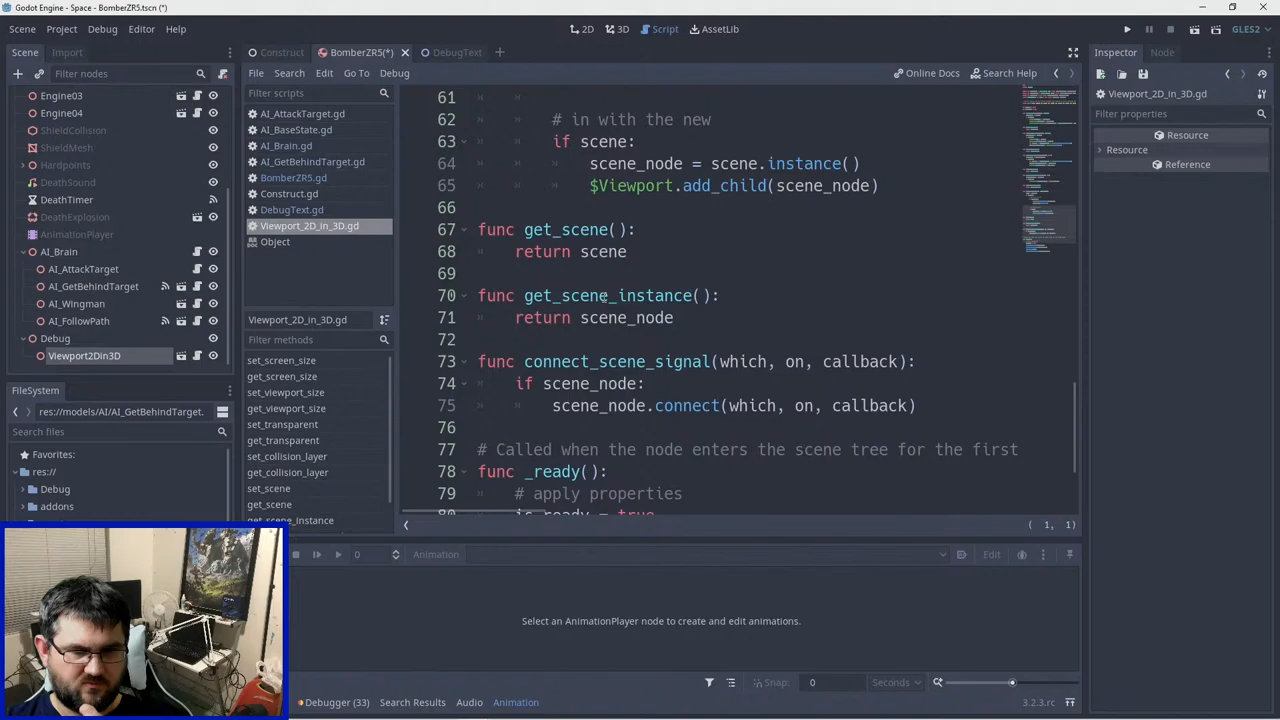 Godot Engine - Space - BomberZR5.tscn (*)
Scene Project Debug Editor Help
2D 3D Script AssetLib
GLES2
Scene Import
Filter nodes
Engine03
Engine04
ShieldCollision
ShieldMesh
Hardpoints
DeathSound
DeathTimer
DeathExplosion
AnimationPlayer
AI_Brain
AI_AttackTarget
AI_GetBehindTarget
AI_Wingman
AI_FollowPath
Debug
Viewport2Din3D
FileSystem
res://models/AI/AI_GetBehindTarget.
Search files
Favorites:
res://
Debug
addons
Construct BomberZR5(*) DebugText
File Search Edit Go To Debug
Online Docs Search Help
Filter scripts
AI_AttackTarget.gd
AI_BaseState.gd
AI_Brain.gd
AI_GetBehindTarget.gd
BomberZR5.gd
Construct.gd
DebugText.gd
Viewport_2D_in_3D.gd
Object
Viewport_2D_in_3D.gd
Filter methods
set_screen_size
get_screen_size
set_viewport_size
get_viewport_size
set_transparent
get_transparent
set_collision_layer
get_collision_layer
set_scene
get_scene
get_scene_instance
61
62 # in with the new
63 if scene:
64 scene_node = scene.instance()
65 $Viewport.add_child(scene_node)
66
67 func get_scene():
68 return scene
69
70 func get_scene_instance():
71 return scene_node
72
73 func connect_scene_signal(which, on, callback):
74 if scene_node:
75 scene_node.connect(which, on, callback)
76
77 # Called when the node enters the scene tree for the first
78 func _ready():
79 # apply properties
80 is_ready = true
( 1, 1)
0 Animation Edit
Select an AnimationPlayer node to create and edit animations.
Snap: 0 Seconds
Debugger (33) Search Results Audio Animation
3.2.3.rc
Inspector Node
Viewport_2D_in_3D.gd
Filter properties
Resource
Resource
Reference